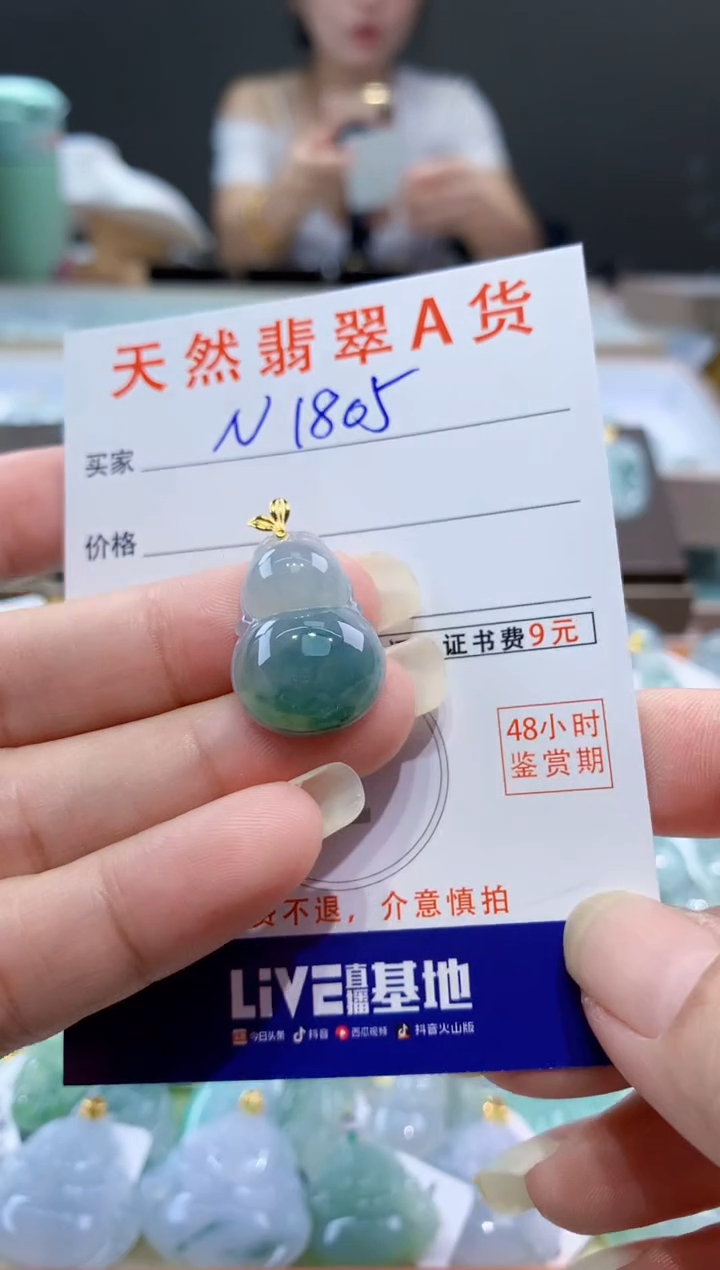 天然翡翠A货
N1805
买家
价格
证书费9元
48小时
鉴赏期
不退，介意慎拍
LiVE直播基地
今日头条 抖音 西瓜视频 抖音火山版